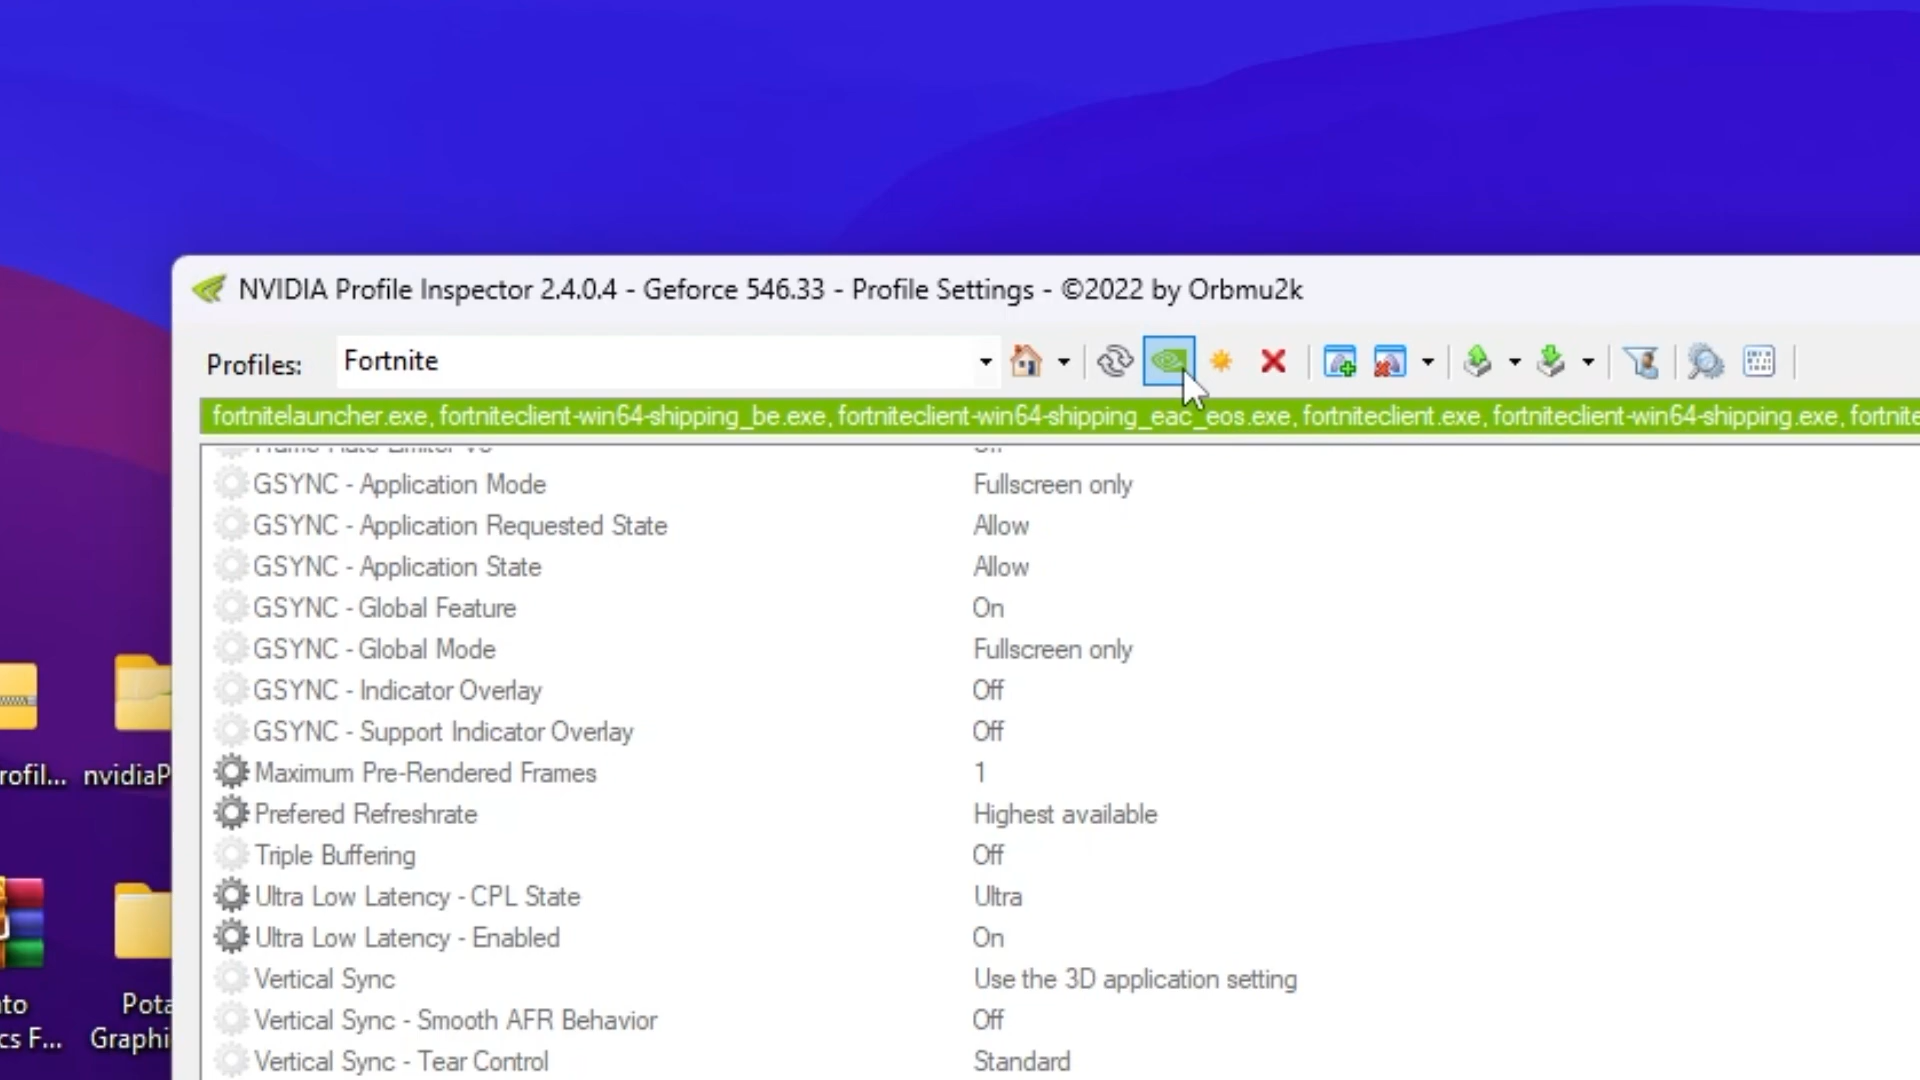 NVIDIA Profile Inspector 2.4.0.4 - Geforce 546.33 - Profile Settings - ©2022 by Orbmu2k
Profiles: Fortnite
fortnitelauncher.exe, fortniteclient-win64-shipping_be.exe, fortniteclient-win64-shipping_eac_eos.exe, fortniteclient.exe, fortniteclient-win64-shipping.exe, fortnite
GSYNC - Application Mode Fullscreen only
GSYNC - Application Requested State Allow
GSYNC - Application State Allow
GSYNC - Global Feature On
GSYNC - Global Mode Fullscreen only
GSYNC - Indicator Overlay Off
GSYNC - Support Indicator Overlay Off
Maximum Pre-Rendered Frames 1
Prefered Refreshrate Highest available
Triple Buffering Off
Ultra Low Latency - CPL State Ultra
Ultra Low Latency - Enabled On
Vertical Sync Use the 3D application setting
Vertical Sync - Smooth AFR Behavior Off
Vertical Sync - Tear Control Standard
rofil... nvidiaP
to Pota
cs F... Graphi